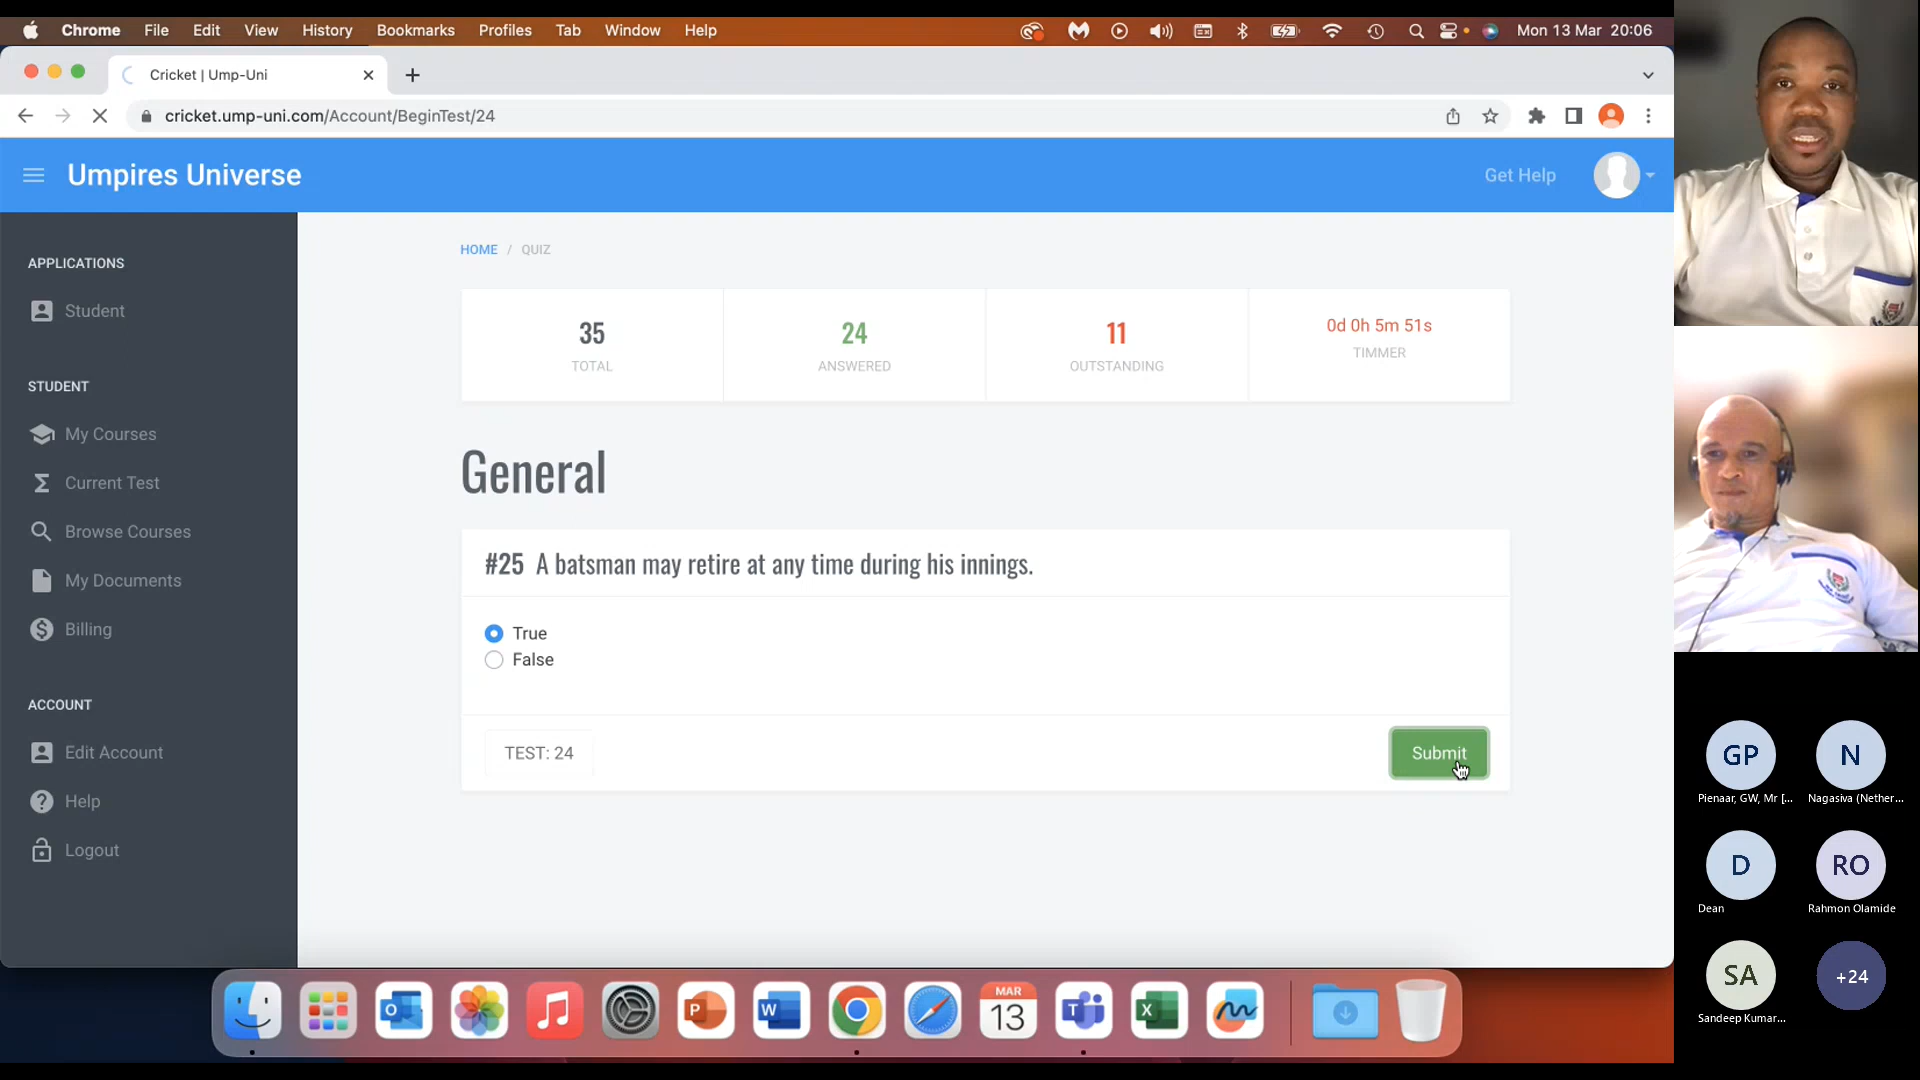 Chrome File Edit View History Bookmarks Profiles Tab Window Help Mon 13 Mar 20:06
Cricket | Ump-Uni
cricket.ump-uni.com/Account/BeginTest/24
Umpires Universe
Get Help
APPLICATIONS
Student
STUDENT
My Courses
Current Test
Browse Courses
My Documents
Billing
ACCOUNT
Edit Account
Help
Logout
HOME / QUIZ
35
TOTAL
24
ANSWERED
11
OUTSTANDING
0d 0h 5m 51s
TIMMER
General
#25 A batsman may retire at any time during his innings.
True
False
TEST: 24
Submit
MAR
13
GP
Pienaar, GW, Mr [...
N
Nagasiva (Nether...
D
Dean
RO
Rahmon Olamide
SA
Sandeep Kumar...
+24